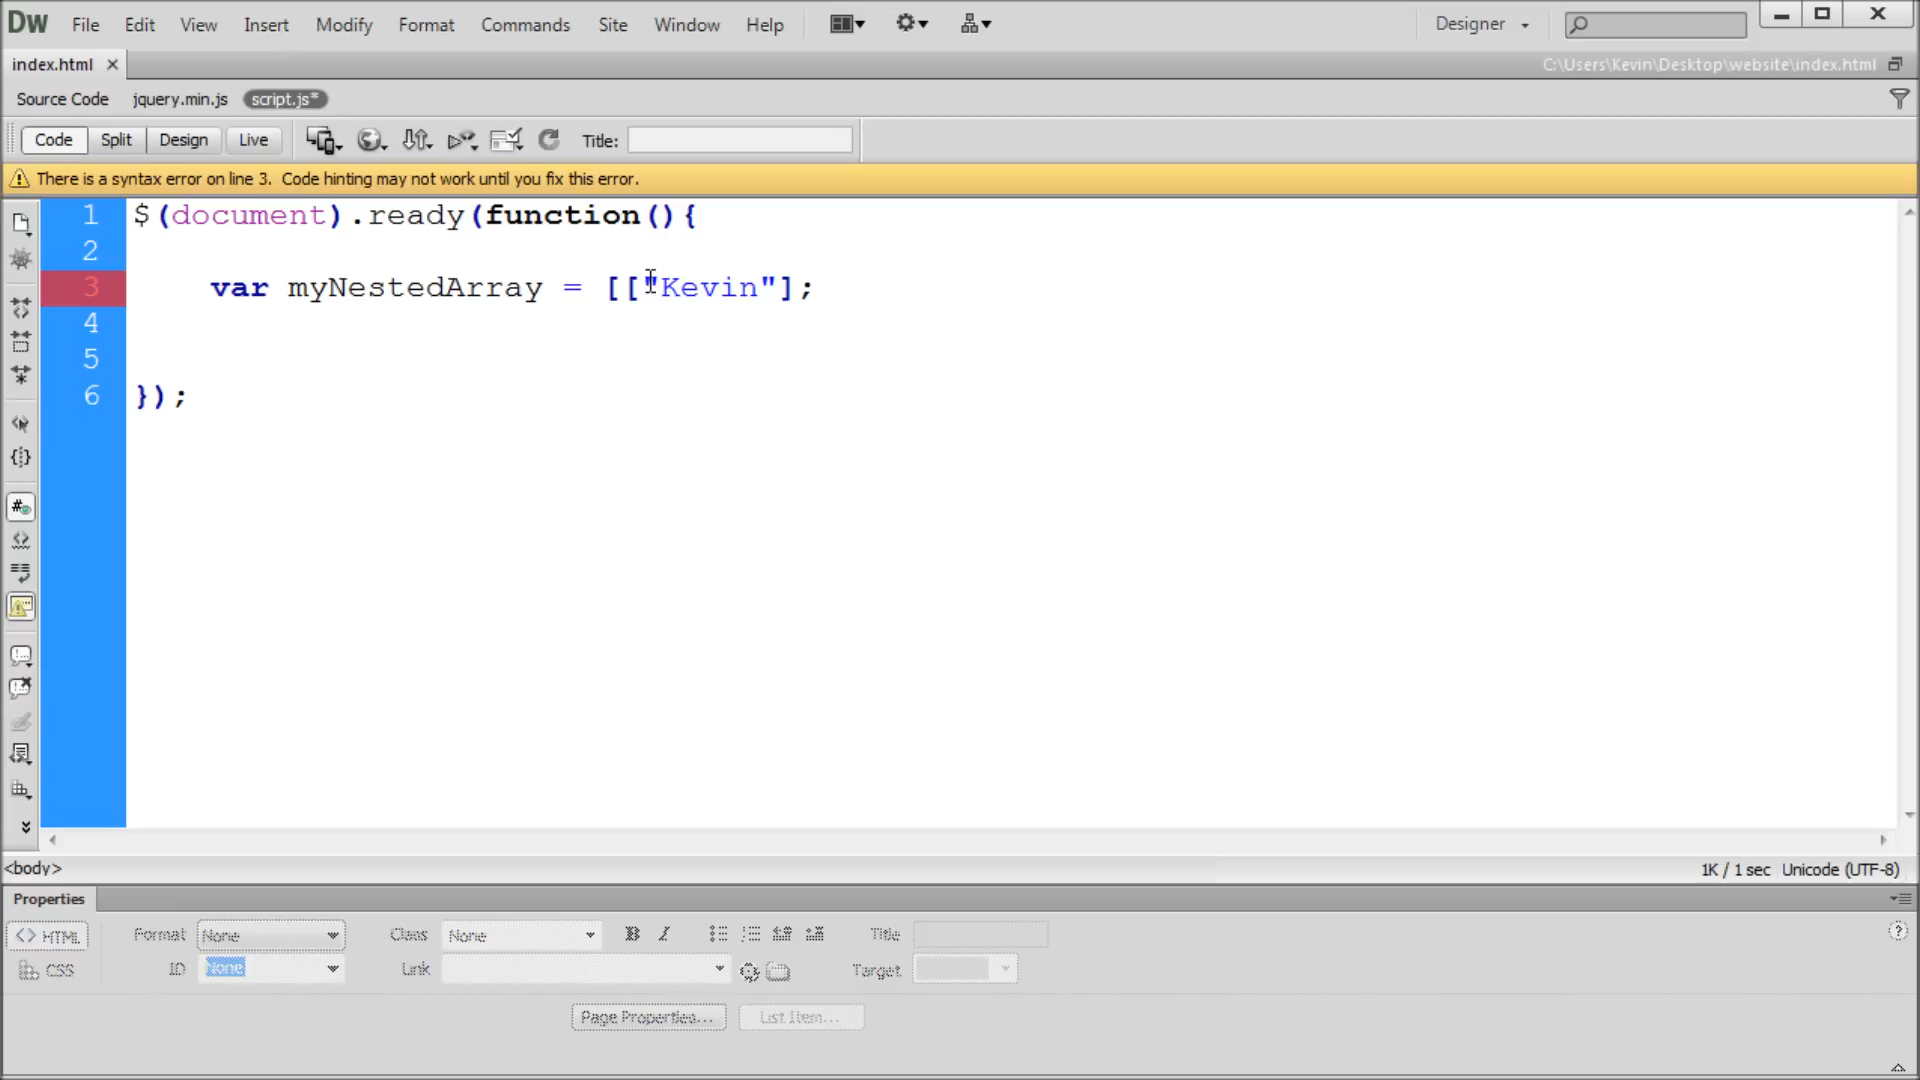 DW File Edit View Insert Modify Format Commands Site Window Help Designer
index.html × C:\Users\Kevin\Desktop\website\index.html
Source Code jquery.min.js script.js*
Code Split Design Live Title:
There is a syntax error on line 3. Code hinting may not work until you fix this error.
1 $(document).ready(function(){
2
3 var myNestedArray = [["Kevin"];
4
5
6 });
<body> 1K / 1 sec Unicode (UTF-8)
Properties
<> HTML Format None Class None B I Title
CSS ID None Link Target
Page Properties... List Item...